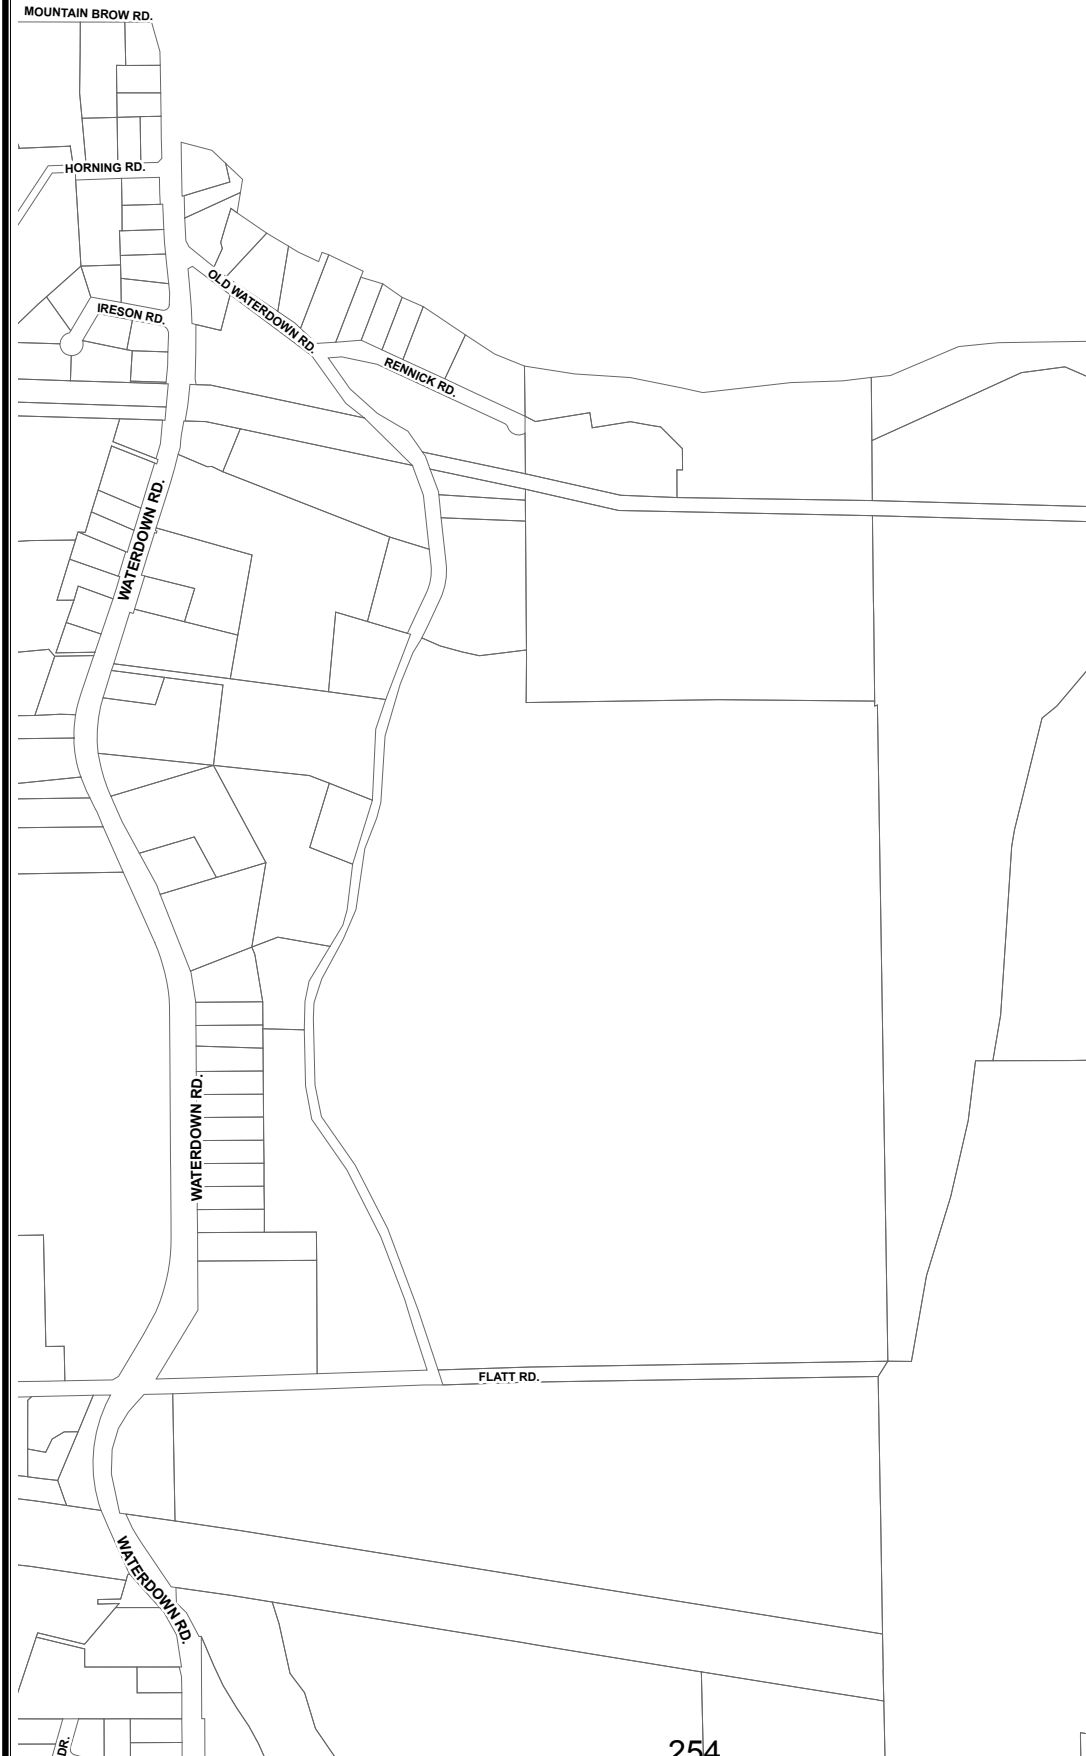 MOUNTAIN BROW RD.
HORNING RD.
OLD WATERDOWN RD.
IRESON RD.
RENNICK RD.
WATERDOWN RD.
WATERDOWN RD.
FLATT RD.
WATERDOWN RD.
DR.
254